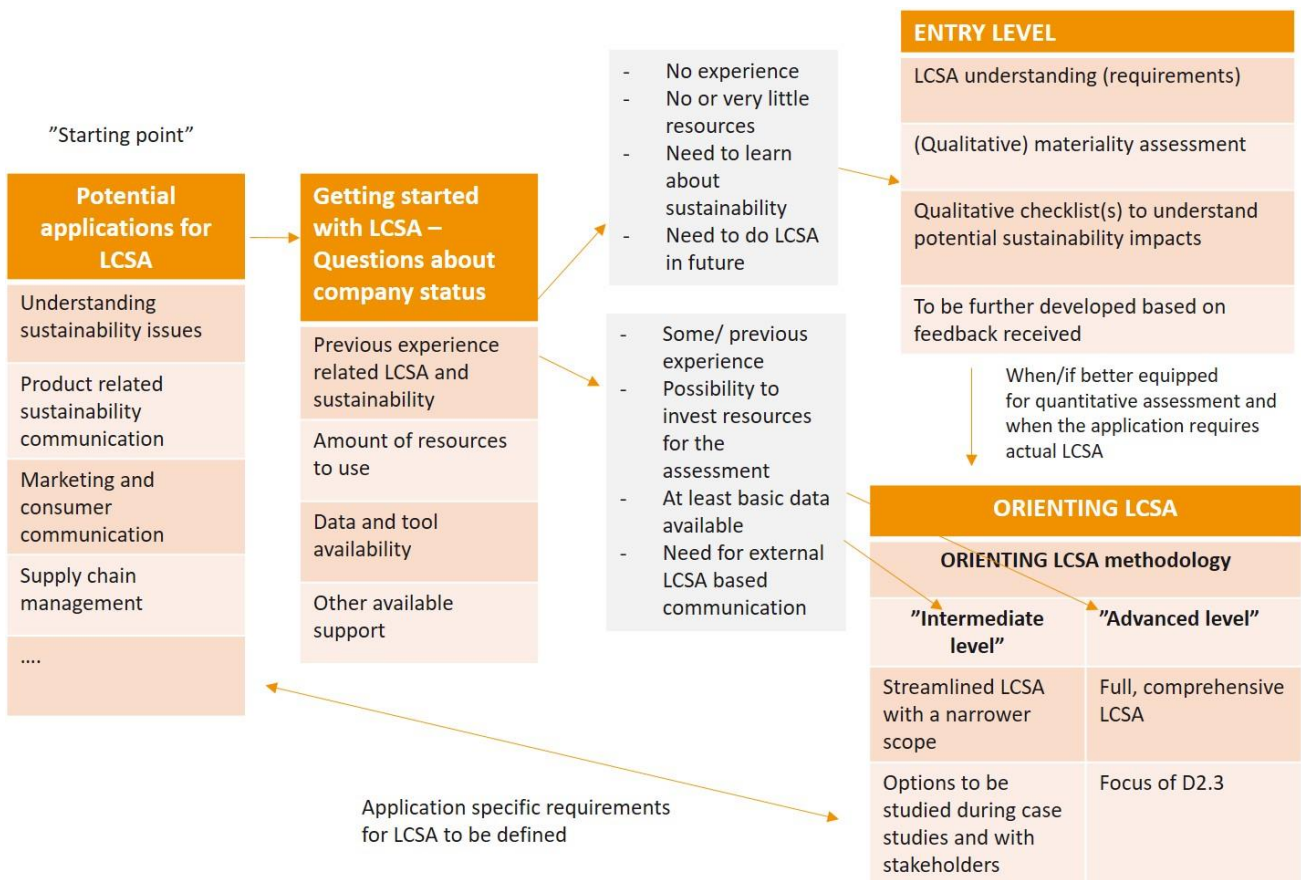 ”Starting point”
Potential
applications for
LCSA
Understanding
sustainability issues
Product related
sustainability
communication
Marketing and
consumer
communication
Supply chain
management
....
Getting started
with LCSA –
Questions about
company status
Previous experience
related LCSA and
sustainability
Amount of resources
to use
Data and tool
availability
Other available
support
- No experience
- No or very little
resources
- Need to learn
about
sustainability
- Need to do LCSA
in future
- Some/ previous
experience
- Possibility to
invest resources
for the
assessment
- At least basic data
available
- Need for external
LCSA based
communication
ENTRY LEVEL
LCSA understanding (requirements)
(Qualitative) materiality assessment
Qualitative checklist(s) to understand
potential sustainability impacts
To be further developed based on
feedback received
When/if better equipped
for quantitative assessment and
when the application requires
actual LCSA
ORIENTING LCSA
ORIENTING LCSA methodology
”Intermediate
level”
”Advanced level”
Streamlined LCSA
with a narrower
scope
Full, comprehensive
LCSA
Options to be
studied during case
studies and with
stakeholders
Focus of D2.3
Application specific requirements
for LCSA to be defined